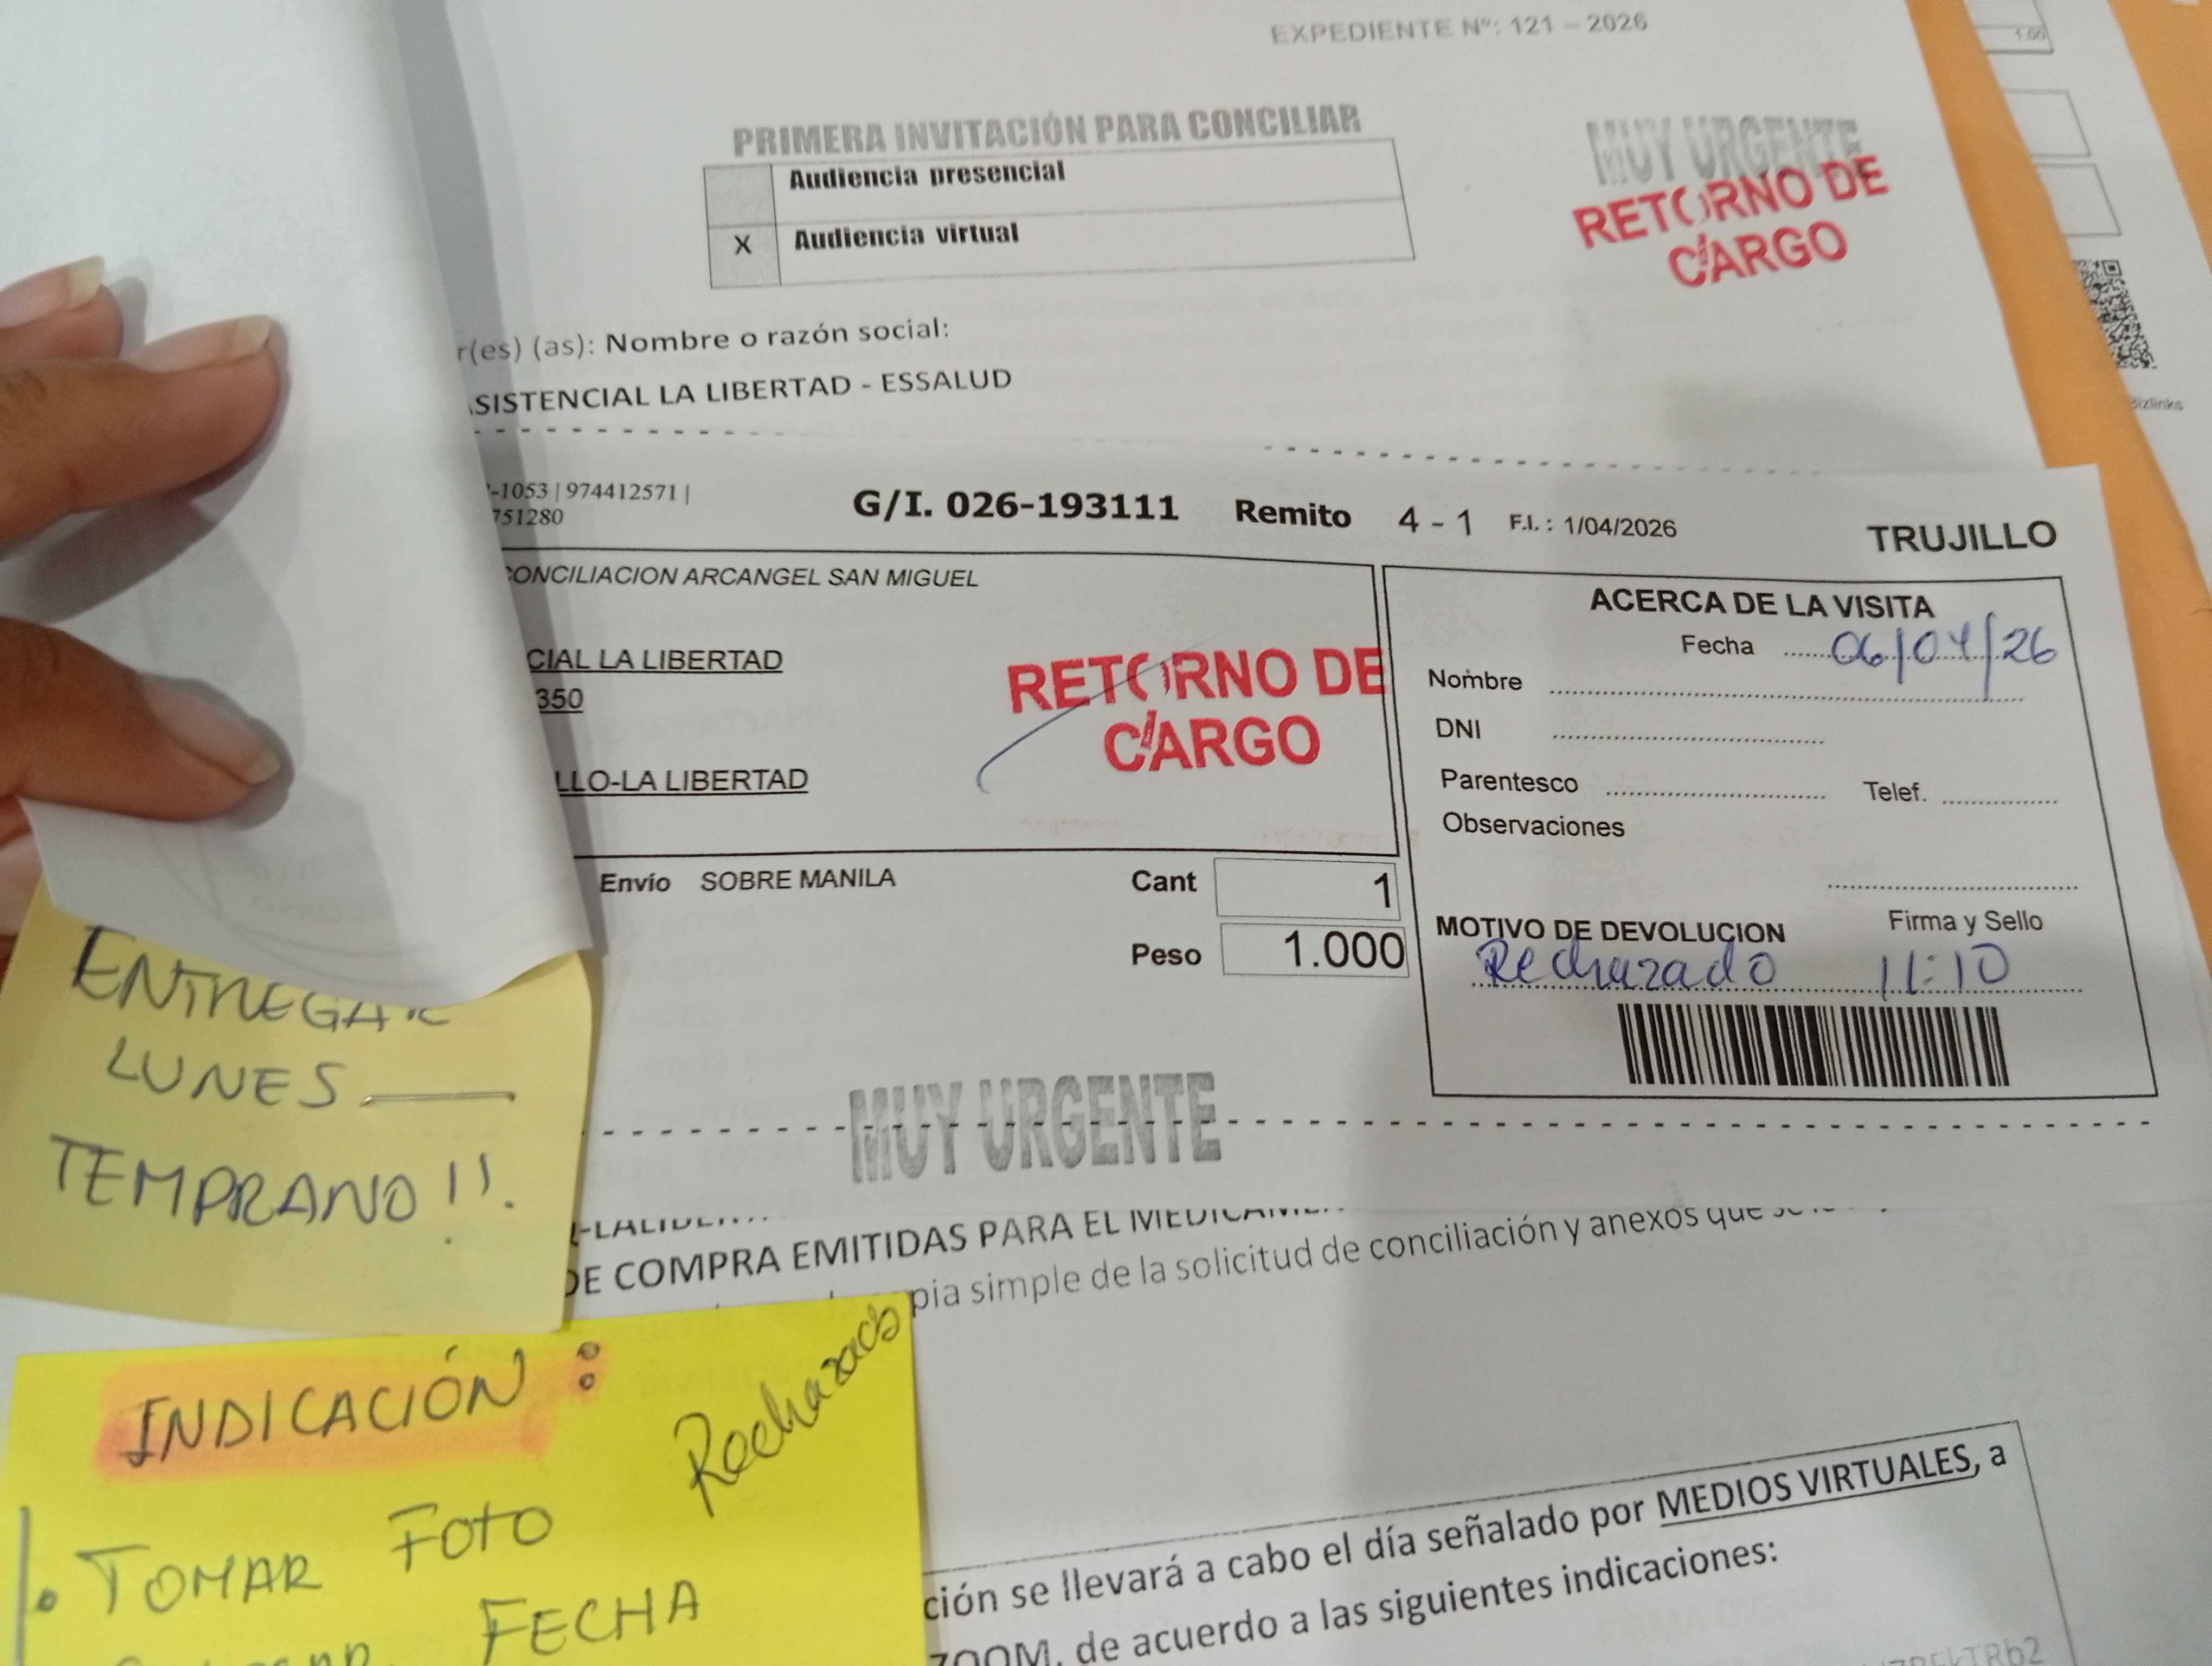 EXPEDIENTE Nº: 121 – 2026
1.00
PRIMERA INVITACIÓN PARA CONCILIAR
Audiencia presencial
X Audiencia virtual
MUY URGENTE
RETORNO DE
CARGO
r(es) (as): Nombre o razón social:
ASISTENCIAL LA LIBERTAD - ESSALUD
Bizlinks
-1053 | 974412571 |
751280
G/I. 026-193111 Remito 4 - 1 F.I. : 1/04/2026 TRUJILLO
CONCILIACION ARCANGEL SAN MIGUEL
CIAL LA LIBERTAD
350
LLO-LA LIBERTAD
RETORNO DE
CARGO
ACERCA DE LA VISITA
Fecha 06/04/26
Nombre
DNI
Parentesco Telef.
Observaciones
Firma y Sello
MOTIVO DE DEVOLUCION
Rechazado 11:10
Envío SOBRE MANILA
Cant 1
Peso 1.000
MUY URGENTE
ENTREGAR
LUNES
TEMPRANO!!.
DE COMPRA EMITIDAS PARA EL
pia simple de la solicitud de conciliación y anexos que se
INDICACIÓN:
Rechazado
TOMAR FOTO
FECHA
ción se llevará a cabo el día señalado por MEDIOS VIRTUALES, a
ZOOM, de acuerdo a las siguientes indicaciones: